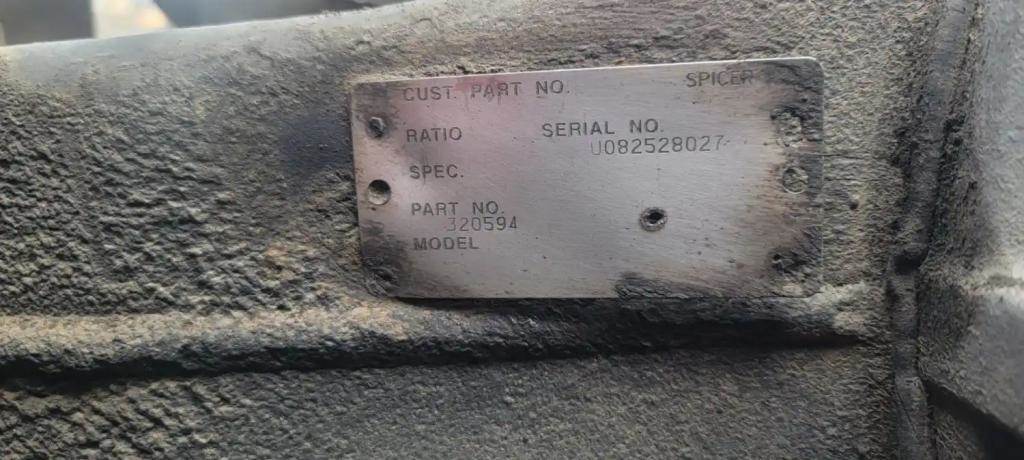 CUST. PART NO. SPICER
RATIO SERIAL NO.
U082528027
SPEC.
PART NO.
320594
MODEL